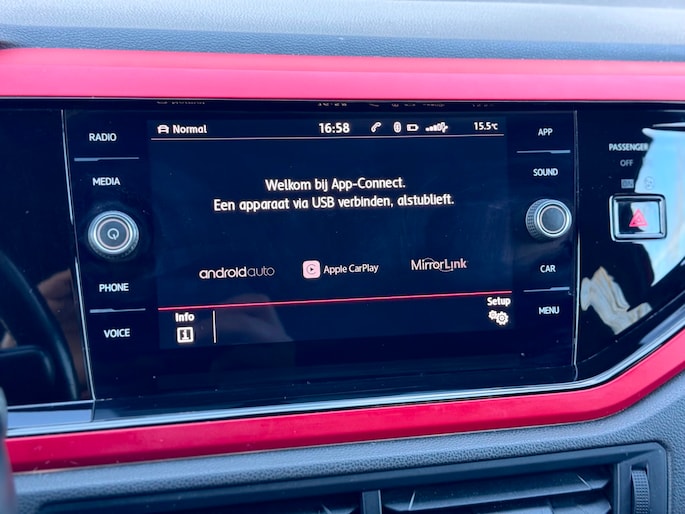 RADIO
MEDIA
PHONE
VOICE
Normal
16:58
15.5°C
Welkom bij App-Connect.
Een apparaat via USB verbinden, alstublieft.
androidauto
Apple CarPlay
MirrorLink
Info
Setup
APP
SOUND
CAR
MENU
PASSENGER
OFF